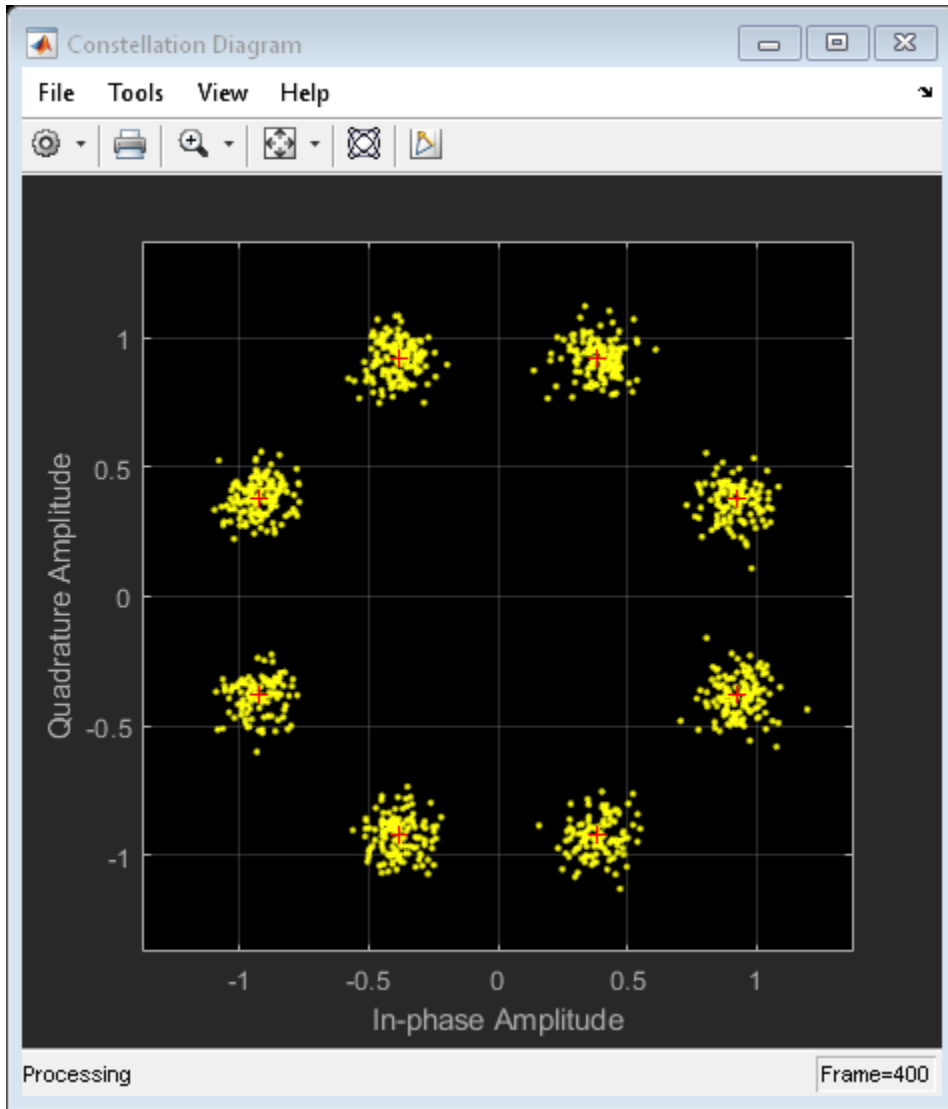 Constellation Diagram
File Tools View Help
1
0.5
0
-0.5
-1
Quadrature Amplitude
-1 -0.5 0 0.5 1
In-phase Amplitude
Processing Frame=400